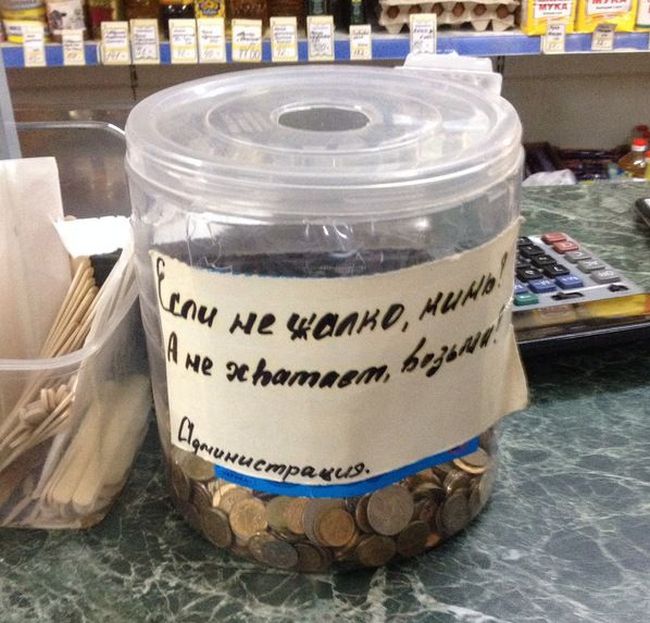 МУКА
МУКА
Если не жалко, кинь!
А не хватает, возьми!
Администрация.